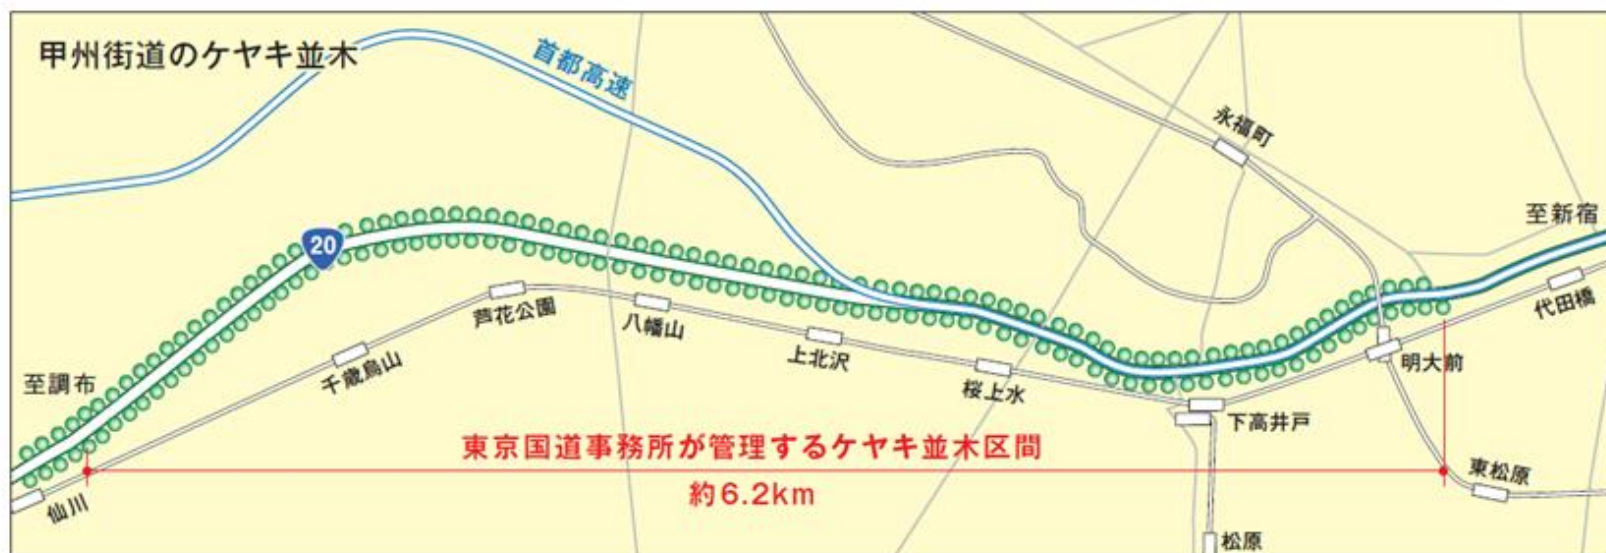 甲州街道のケヤキ並木
首都高速
永福町
至新宿
20
代田橋
芦花公園
八幡山
上北沢
千歳烏山
明大前
桜上水
至調布
下高井戸
東京国道事務所が管理するケヤキ並木区間
東松原
約6.2km
仙川
松原